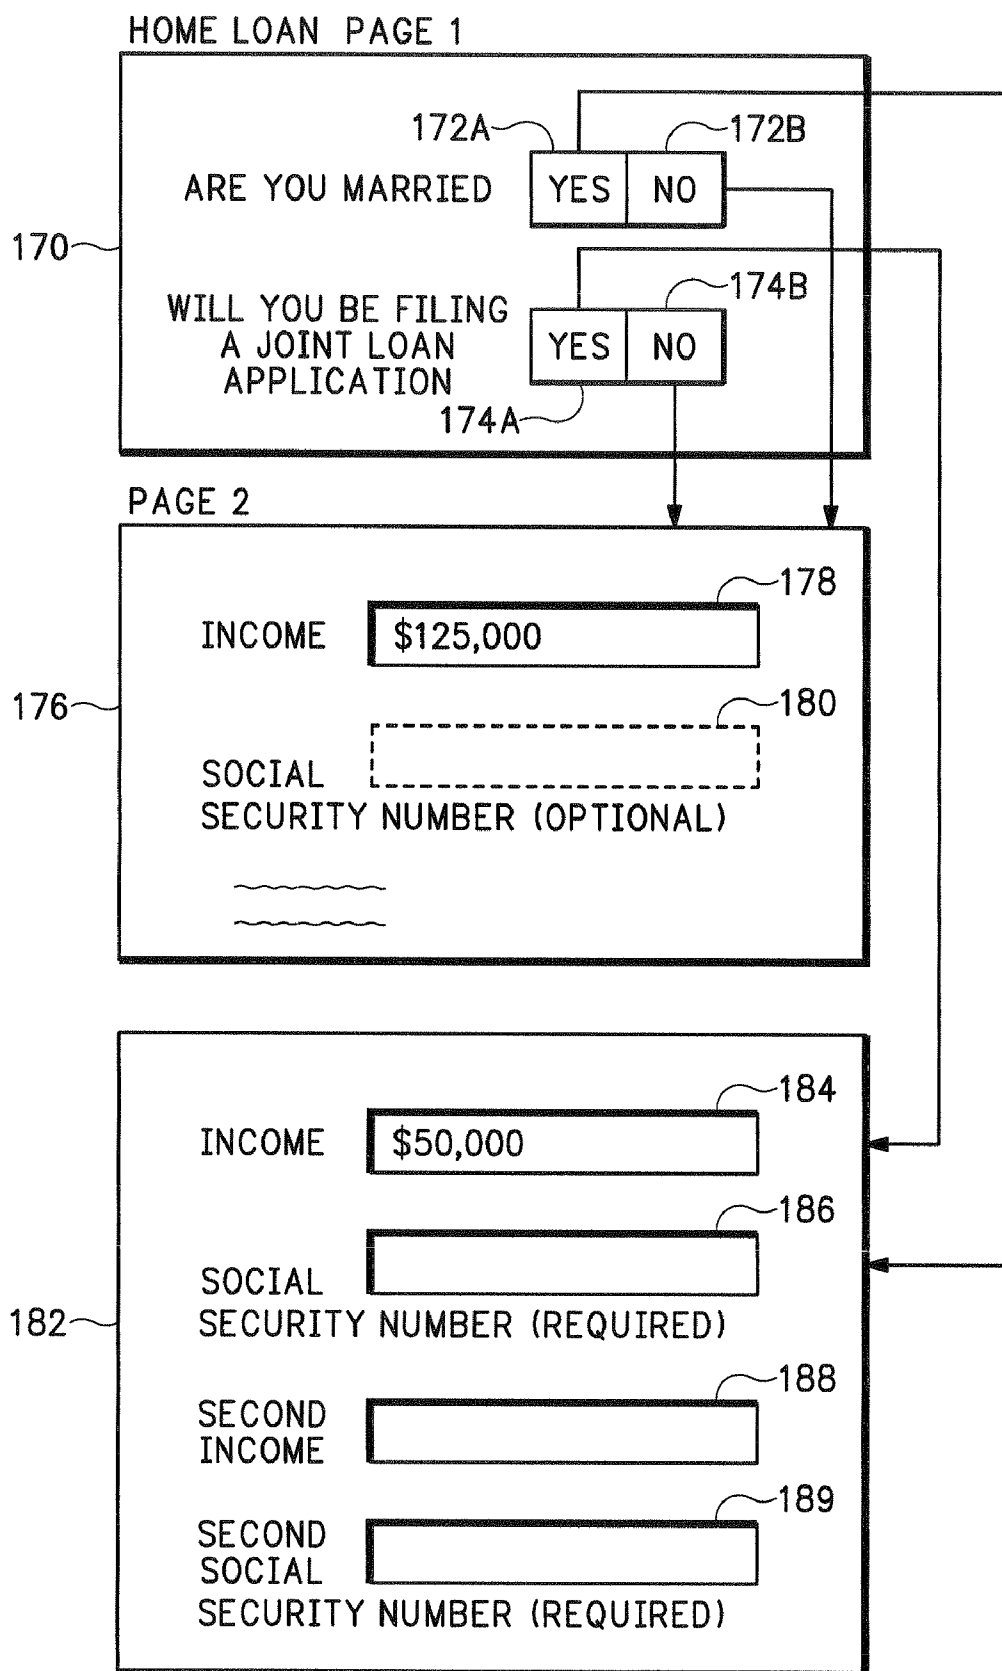 HOME LOAN PAGE 1
172A
172B
ARE YOU MARRIED
YES
NO
170
174B
WILL YOU BE FILING
A JOINT LOAN
APPLICATION
YES
NO
174A
PAGE 2
178
INCOME
$125,000
176
180
SOCIAL
SECURITY NUMBER (OPTIONAL)
184
INCOME
$50,000
186
SOCIAL
SECURITY NUMBER (REQUIRED)
182
188
SECOND
INCOME
189
SECOND
SOCIAL
SECURITY NUMBER (REQUIRED)